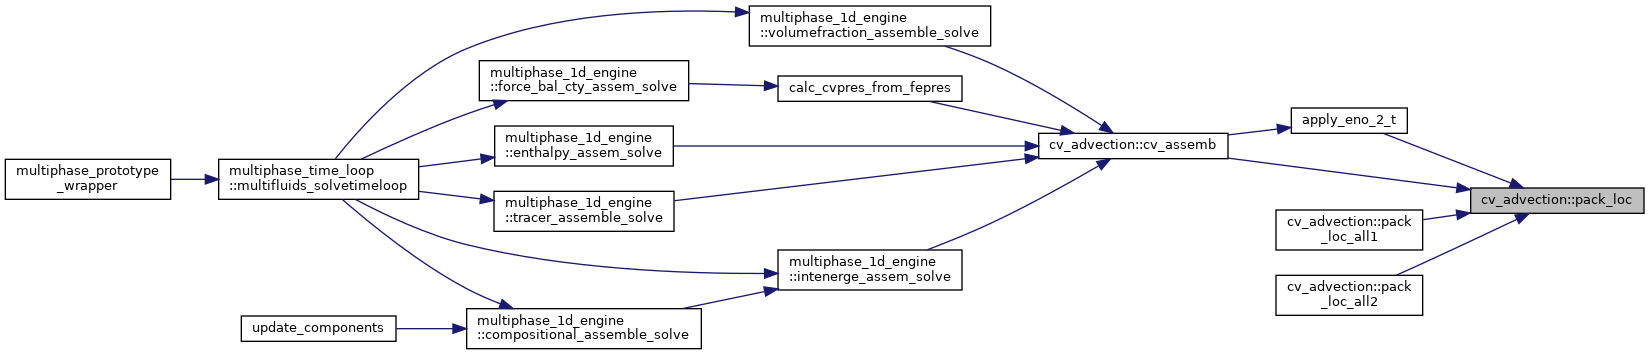 multiphase_1d_engine
::volumefraction_assemble_solve
multiphase_1d_engine
::force_bal_cty_assem_solve
calc_cvpres_from_fepres
apply_eno_2_t
multiphase_1d_engine
::enthalpy_assem_solve
cv_advection::cv_assemb
multiphase_prototype
_wrapper
multiphase_time_loop
::multifluids_solvetimeloop
cv_advection::pack_loc
multiphase_1d_engine
::tracer_assemble_solve
cv_advection::pack
_loc_all1
multiphase_1d_engine
::intenerge_assem_solve
cv_advection::pack
_loc_all2
update_components
multiphase_1d_engine
::compositional_assemble_solve